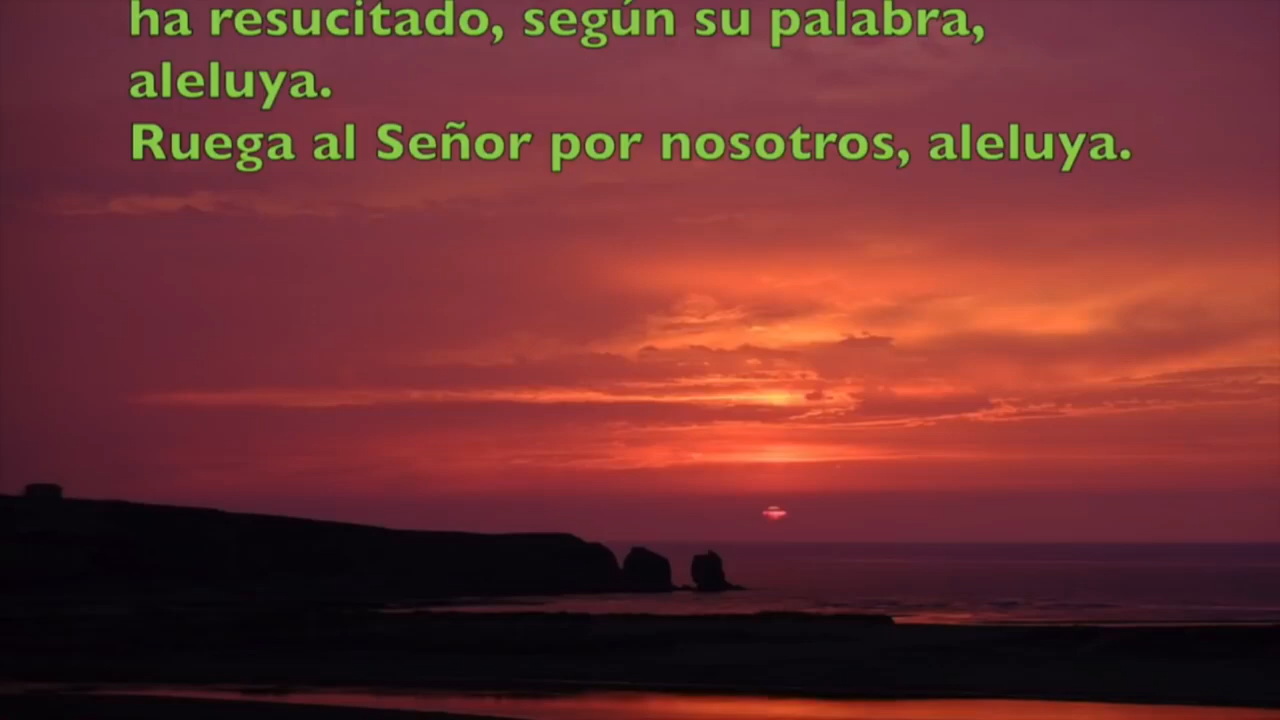 ha resucitado, según su palabra,
aleluya.
Ruega al Señor por nosotros, aleluya.